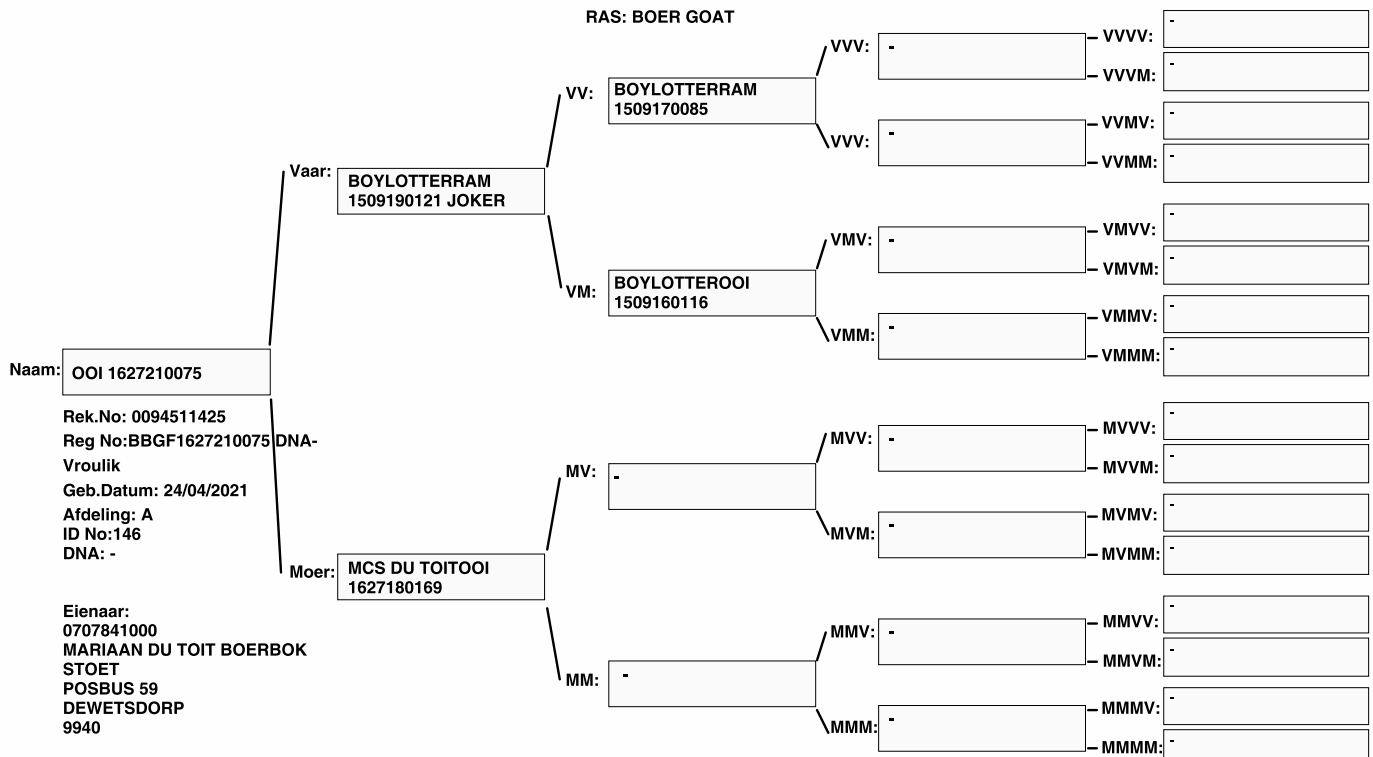 RAS: BOER GOAT
Naam:
OOI 1627210075
Rek.No: 0094511425
Reg No:BBGF1627210075 DNA-
Vroulik
Geb.Datum: 24/04/2021
Afdeling: A
ID No:146
DNA: -
Eienaar:
0707841000
MARIAAN DU TOIT BOERBOK
STOET
POSBUS 59
DEWETSDORP
9940
Vaar:
BOYLOTTERRAM
1509190121 JOKER
Moer:
MCS DU TOITOOI
1627180169
VV:
BOYLOTTERRAM
1509170085
VM:
BOYLOTTEROOI
1509160116
MV:
-
MM:
-
VVV:
-
VVV:
-
VMV:
-
VMM:
-
MVV:
-
MVM:
-
MMV:
-
MMM:
-
VVVV:
-
VVVM:
-
VVMV:
-
VVMM:
-
VMVV:
-
VMVM:
-
VMMV:
-
VMMM:
-
MVVV:
-
MVVM:
-
MVMV:
-
MVMM:
-
MMVV:
-
MMVM:
-
MMMV:
-
MMMM:
-